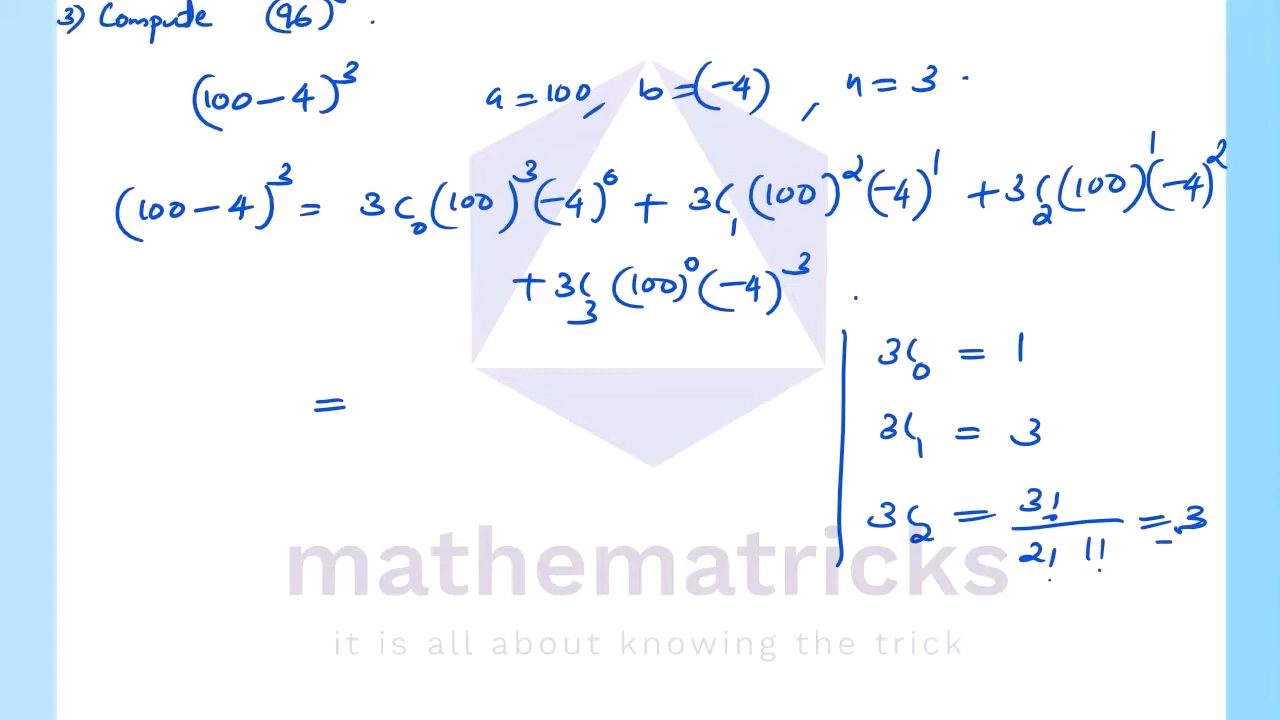 3) Compute (96)³.
(100-4)³ a=100, b=(-4), n=3.
(100-4)³ = 3C₀(100)³(-4)⁰ + 3C₁(100)²(-4)¹ + 3C₂(100)¹(-4)²
+ 3C₃(100)⁰(-4)³
3C₀ = 1
=
3C₁ = 3
3C₂ = 3!/2! 1! = 3
mathematricks
it is all about knowing the trick